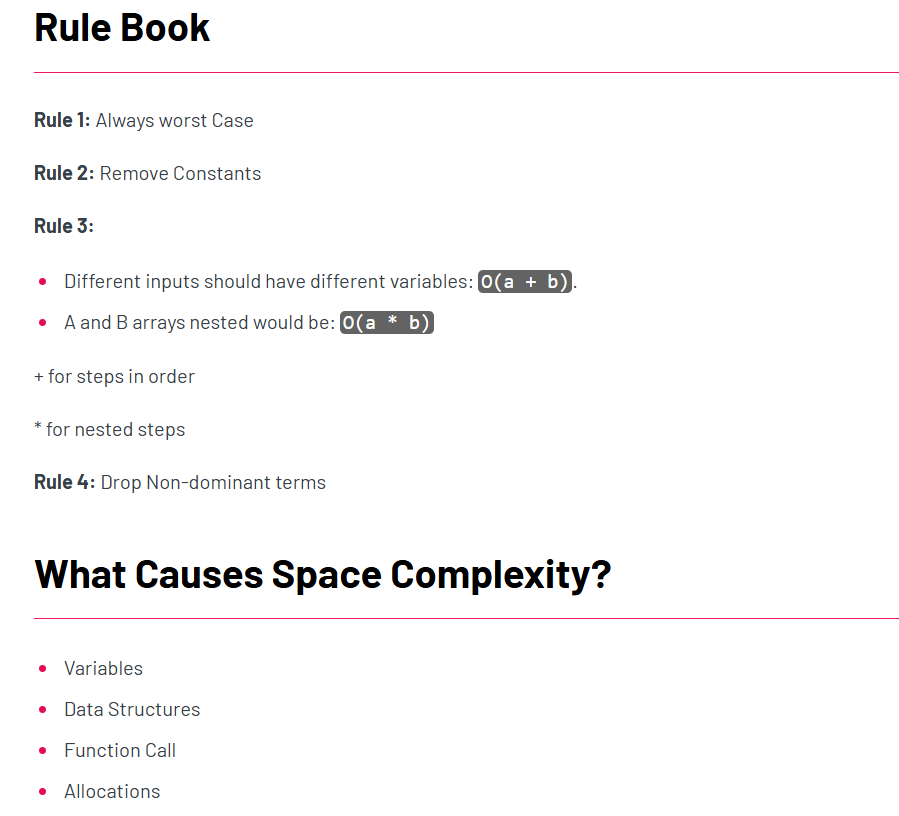 Rule Book
Rule 1: Always worst Case
Rule 2: Remove Constants
Rule 3:
Different inputs should have different variables: O(a + b).
A and B arrays nested would be: O(a * b)
+ for steps in order
* for nested steps
Rule 4: Drop Non-dominant terms
What Causes Space Complexity?
Variables
Data Structures
Function Call
Allocations